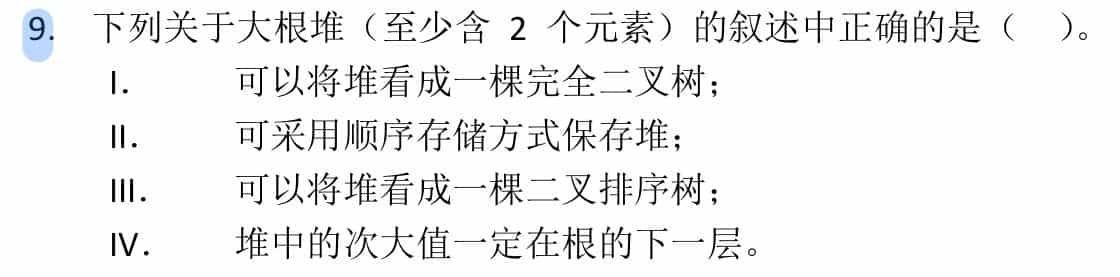 9. 下列关于大根堆（至少含 2 个元素）的叙述中正确的是（ ）。
I. 可以将堆看成一棵完全二叉树；
II. 可采用顺序存储方式保存堆；
III. 可以将堆看成一棵二叉排序树；
IV. 堆中的次大值一定在根的下一层。